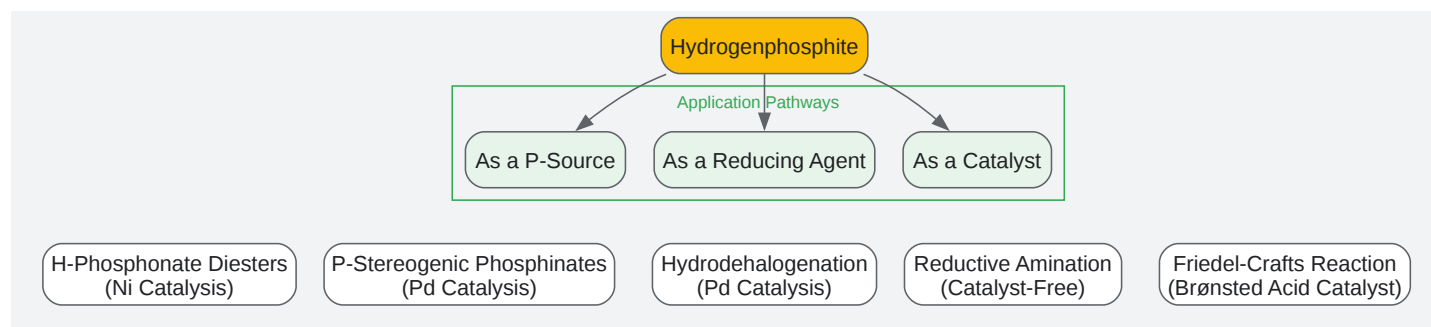 Hydrogenphosphite
Application Pathways
As a P-Source
As a Reducing Agent
As a Catalyst
H-Phosphonate Diesters
(Ni Catalysis)
P-Stereogenic Phosphinates
(Pd Catalysis)
Hydrodehalogenation
(Pd Catalysis)
Reductive Amination
(Catalyst-Free)
Friedel-Crafts Reaction
(Brønsted Acid Catalyst)